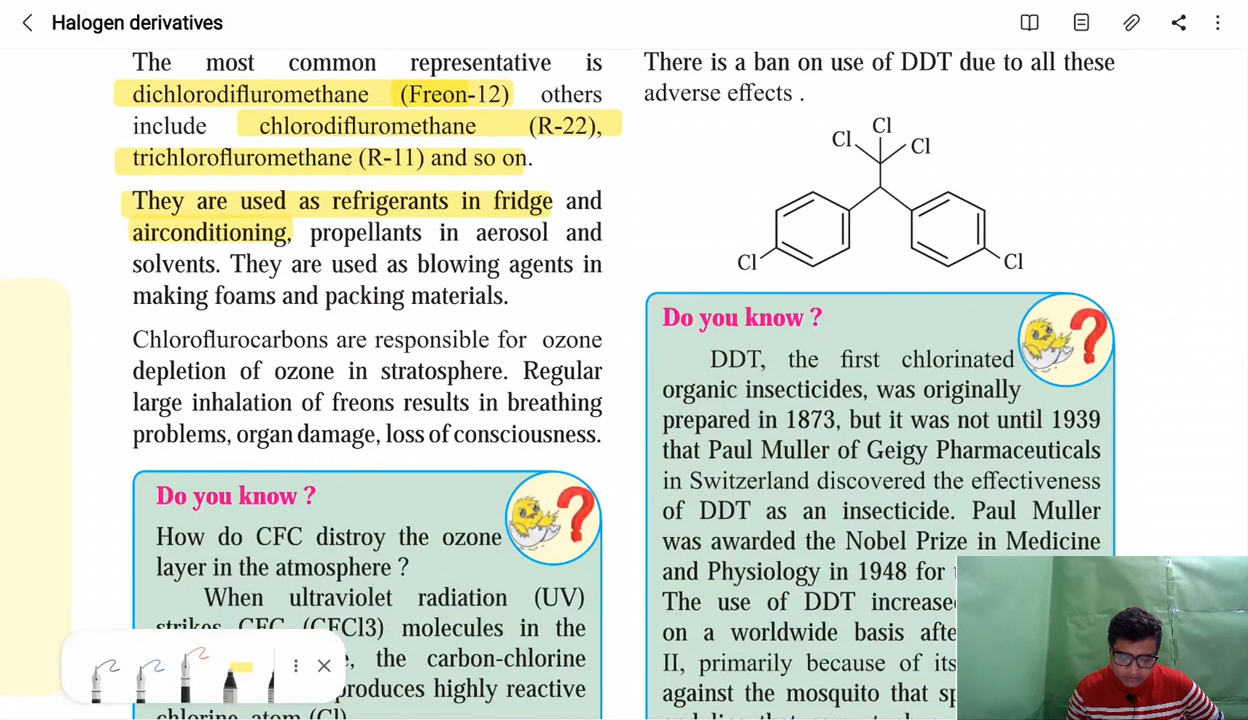 Halogen derivatives
The most common representative is
dichlorodifluromethane (Freon-12) others
include chlorodifluromethane (R-22),
trichlorofluromethane (R-11) and so on.
They are used as refrigerants in fridge and
airconditioning, propellants in aerosol and
solvents. They are used as blowing agents in
making foams and packing materials.
Chloroflurocarbons are responsible for ozone
depletion of ozone in stratosphere. Regular
large inhalation of freons results in breathing
problems, organ damage, loss of consciousness.
Do you know ?
How do CFC distroy the ozone
layer in the atmosphere ?
When ultraviolet radiation (UV)
strikes CFC (CFCl3) molecules in the
the carbon-chlorine
produces highly reactive
chlorine atom (Cl)
There is a ban on use of DDT due to all these
adverse effects .
Cl
Cl Cl
Cl Cl
Do you know ?
DDT, the first chlorinated
organic insecticides, was originally
prepared in 1873, but it was not until 1939
that Paul Muller of Geigy Pharmaceuticals
in Switzerland discovered the effectiveness
of DDT as an insecticide. Paul Muller
was awarded the Nobel Prize in Medicine
and Physiology in 1948 for
The use of DDT increase
on a worldwide basis afte
II, primarily because of its
against the mosquito that sp